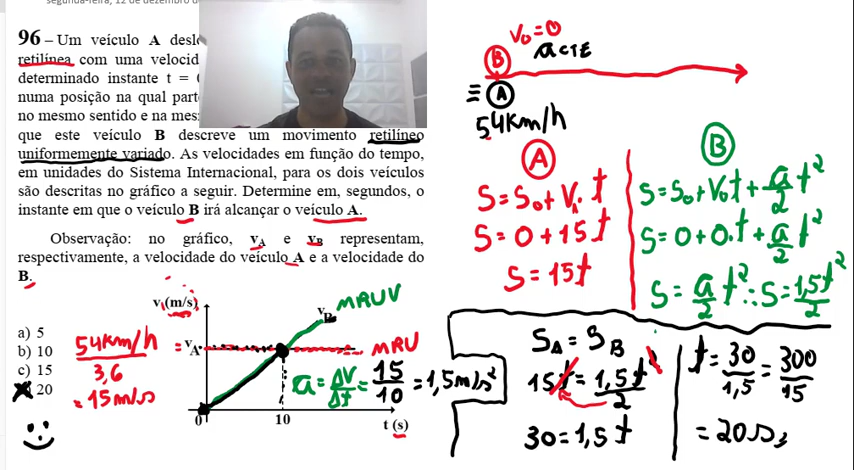 segunda-feira, 12 de dezembro d
96 – Um veículo A desl
retilínea com uma velocid
determinado instante t =
numa posição na qual part
no mesmo sentido e na mes
que este veículo B descreve um movimento retilíneo
uniformemente variado. As velocidades em função do tempo,
em unidades do Sistema Internacional, para os dois veículos
são descritas no gráfico a seguir. Determine em, segundos, o
instante em que o veículo B irá alcançar o veículo A.
Observação: no gráfico, vA e vB representam,
respectivamente, a velocidade do veículo A e a velocidade do
B.
a) 5
b) 10
c) 15
20
54km/h
3,6
= 15m/s
v (m/s)
= vA
vB
MRUV
MRU
a = ΔV/Δt = 15/10 = 1,5m/s²
0
10
t (s)
V0=0
B
a CTE
A
54km/h
A
S = S0 + V.t
S = 0 + 15t
S = 15t
B
S = S0 + V0t + a/2 t²
S = 0 + 0.t + a/2 t²
S = a/2 t² ∴ S = 1,5t²/2
SA = SB
15t = 1,5t²/2
30 = 1,5t
t = 30/1,5 = 300/15
= 20s